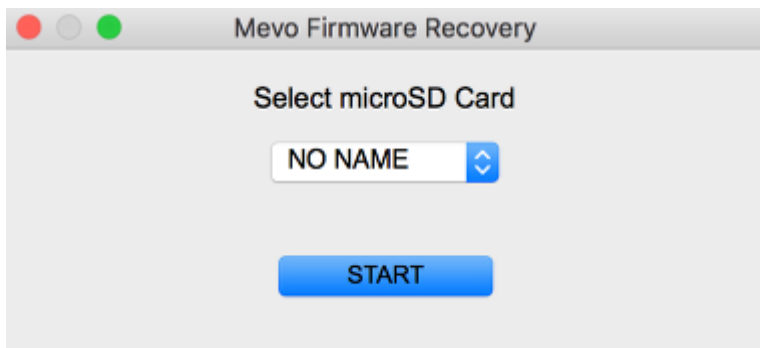 Mevo Firmware Recovery
Select microSD Card
NO NAME
START